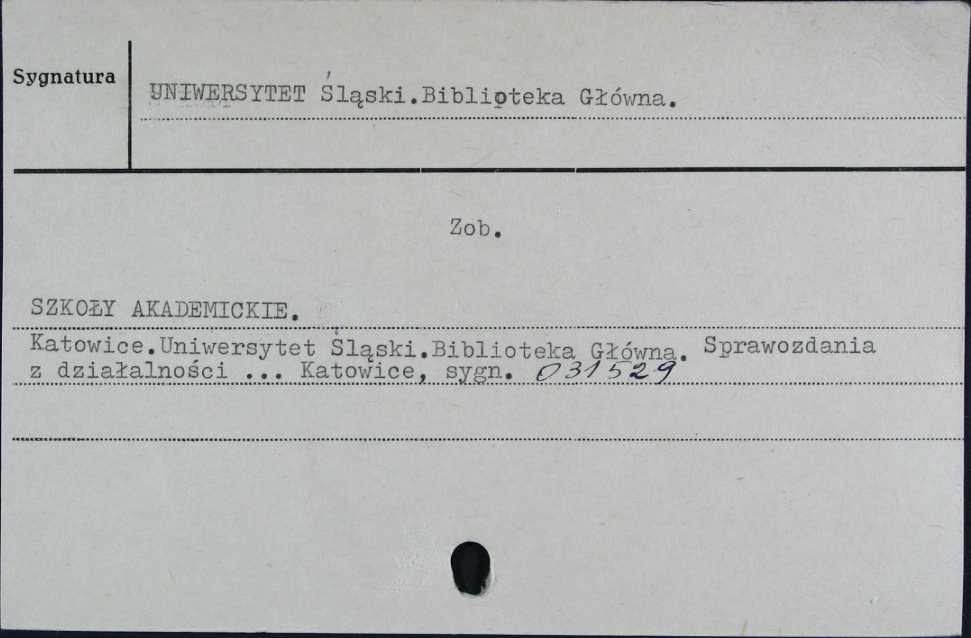 Sygnatura
UNIWERSYTET Śląski.Biblioteka Główna.
Zob.
SZKOŁY AKADEMICKIE.
Katowice.Uniwersytet Śląski.Biblioteka Główna. Sprawozdania
z działalności ... Katowice, sygn. 031529